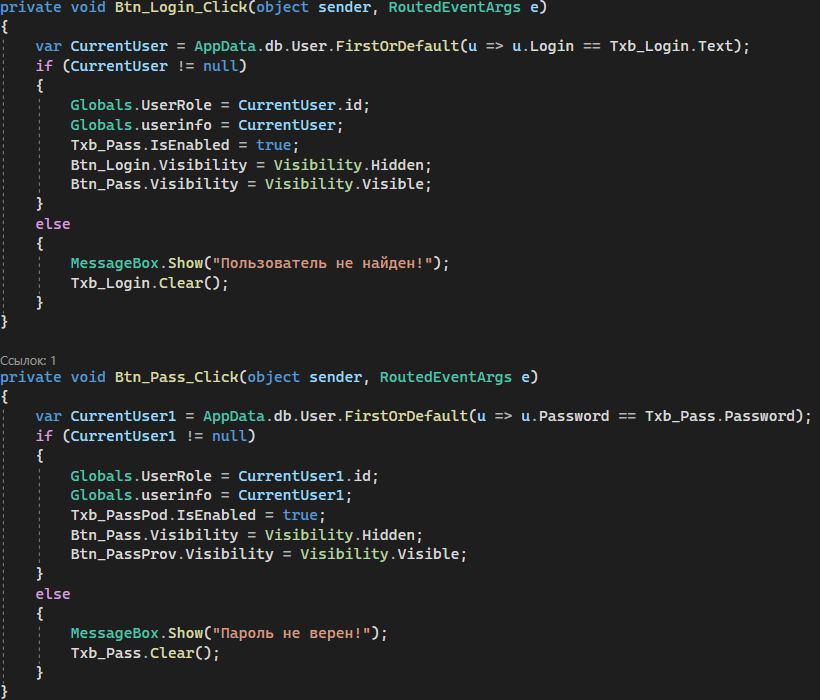 private void Btn_Login_Click(object sender, RoutedEventArgs e)
{
var CurrentUser = AppData.db.User.FirstOrDefault(u => u.Login == Txb_Login.Text);
if (CurrentUser != null)
{
Globals.UserRole = CurrentUser.id;
Globals.userinfo = CurrentUser;
Txb_Pass.IsEnabled = true;
Btn_Login.Visibility = Visibility.Hidden;
Btn_Pass.Visibility = Visibility.Visible;
}
else
{
MessageBox.Show("Пользователь не найден!");
Txb_Login.Clear();
}
}
Ссылок: 1
private void Btn_Pass_Click(object sender, RoutedEventArgs e)
{
var CurrentUser1 = AppData.db.User.FirstOrDefault(u => u.Password == Txb_Pass.Password);
if (CurrentUser1 != null)
{
Globals.UserRole = CurrentUser1.id;
Globals.userinfo = CurrentUser1;
Txb_PassPod.IsEnabled = true;
Btn_Pass.Visibility = Visibility.Hidden;
Btn_PassProv.Visibility = Visibility.Visible;
}
else
{
MessageBox.Show("Пароль не верен!");
Txb_Pass.Clear();
}
}